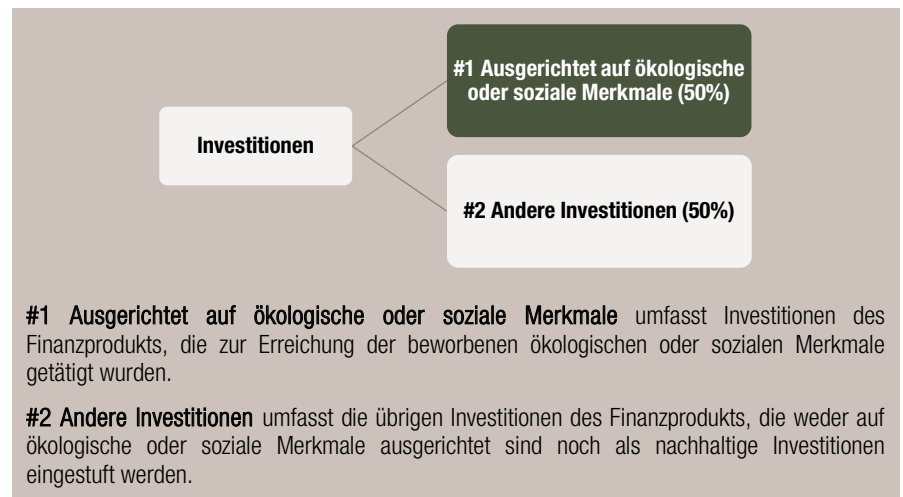 #1 Ausgerichtet auf ökologische
oder soziale Merkmale (50%)
Investitionen
#2 Andere Investitionen (50%)
#1 Ausgerichtet auf ökologische oder soziale Merkmale umfasst Investitionen des
Finanzprodukts, die zur Erreichung der beworbenen ökologischen oder sozialen Merkmale
getätigt wurden.
#2 Andere Investitionen umfasst die übrigen Investitionen des Finanzprodukts, die weder auf
ökologische oder soziale Merkmale ausgerichtet sind noch als nachhaltige Investitionen
eingestuft werden.